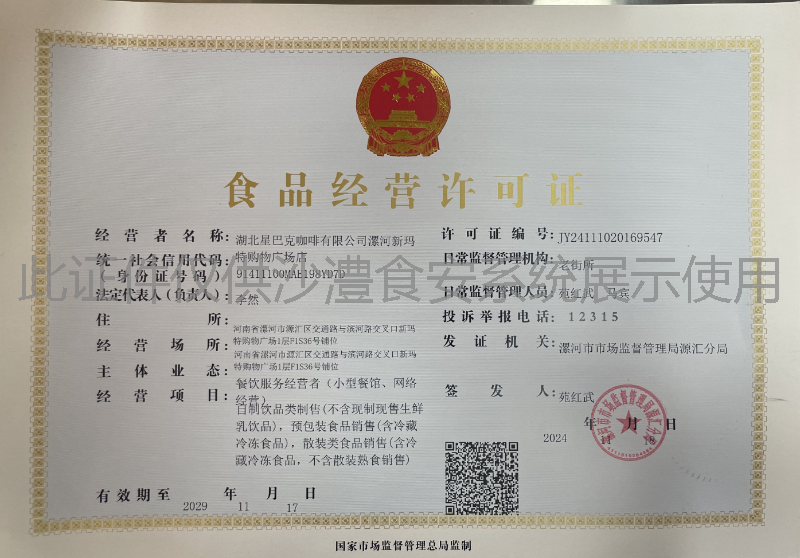 食品经营许可证
经营者名称：湖北星巴克咖啡有限公司漯河新玛
特购物广场店
统一社会信用代码：
（身份证号码） 91411100MAE198YD7D
法定代表人（负责人）：李然
住所：河南省漯河市源汇区交通路与滨河路交叉口新玛
特购物广场1层F1S36号铺位
经营场所：
河南省漯河市源汇区交通路与滨河路交叉口新玛
主体业态：特购物广场1层F1S36号铺位
餐饮服务经营者（小型餐馆、网络
经营）
经营项目：自制饮品类制售(不含现制现售生鲜
乳饮品)，预包装食品销售(含冷藏
冷冻食品)，散装类食品销售(含冷
藏冷冻食品，不含散装熟食销售)
有效期至 2029 年 11 月 17 日
许可证编号：JY24111020169547
日常监督管理机构：老街所
日常监督管理人员：苑红武、马宾
投诉举报电话：12315
发证机关：漯河市市场监督管理局源汇分局
签发人：苑红武
2024 年 11 月 18 日
此证件仅供沙澧食安系统展示使用
国家市场监督管理总局监制